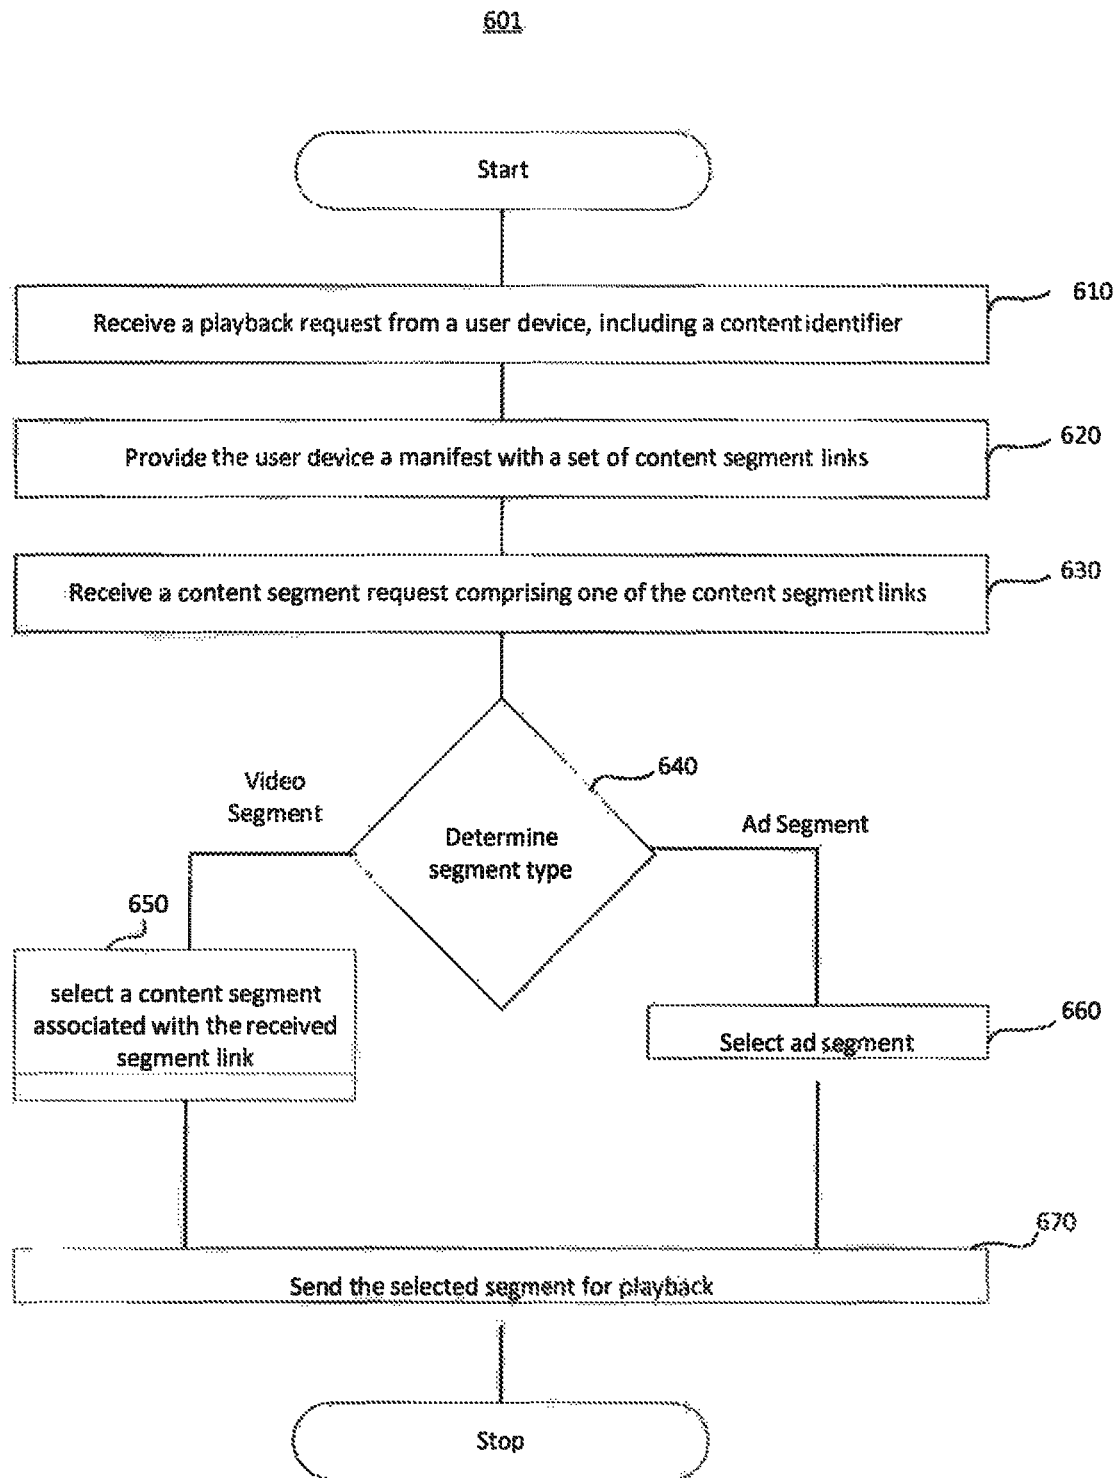 601
Start
610
Receive a playback request from a user device, including a content identifier
620
Provide the user device a manifest with a set of content segment links
630
Receive a content segment request comprising one of the content segment links
640
Video
Segment
Determine
segment type
Ad Segment
650
select a content segment
associated with the received
segment link
660
Select ad segment
670
Send the selected segment for playback
Stop